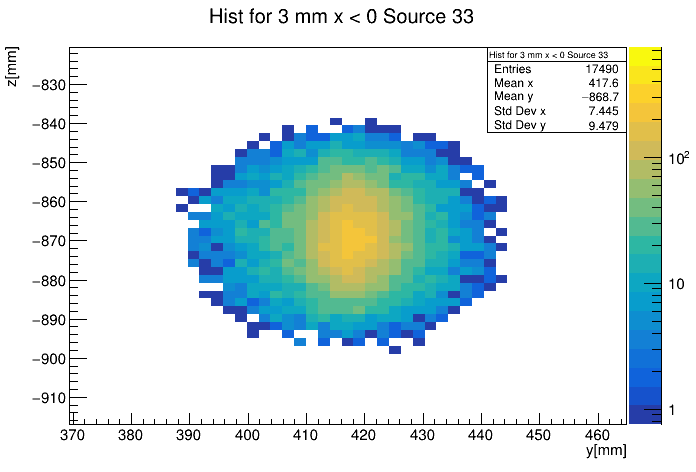 Hist for 3 mm x < 0 Source 33
z[mm]
Hist for 3 mm x < 0 Source 33
Entries 17490
Mean x 417.6
Mean y −868.7
Std Dev x 7.445
Std Dev y 9.479
−830
−840
−850
−860
−870
−880
−890
−900
−910
10²
10
1
370 380 390 400 410 420 430 440 450 460
y[mm]